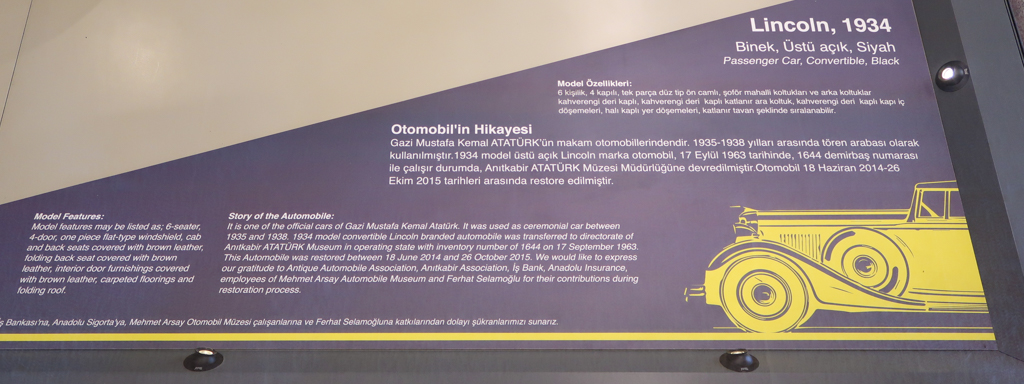 Lincoln, 1934
Binek, Üstü açık, Siyah
Passenger Car, Convertible, Black
Model Özellikleri:
6 kişilik, 4 kapılı, tek parça düz tip ön camlı, şoför mahalli koltukları ve arka koltuklar
kahverengi deri kaplı, kahverengi deri kaplı katlanır ara koltuk, kahverengi deri kaplı kapı iç
döşemeleri, halı kaplı yer döşemeleri, katlanır tavan şeklinde sıralanabilir.
Otomobil'in Hikayesi
Gazi Mustafa Kemal ATATÜRK'ün makam otomobillerindendir. 1935-1938 yılları arasında tören arabası olarak
kullanılmıştır.1934 model üstü açık Lincoln marka otomobil, 17 Eylül 1963 tarihinde, 1644 demirbaş numarası
ile çalışır durumda, Anıtkabir ATATÜRK Müzesi Müdürlüğüne devredilmiştir.Otomobil 18 Haziran 2014-26
Ekim 2015 tarihleri arasında restore edilmiştir.
Model Features:
Model features may be listed as; 6-seater,
4-door, one piece flat-type windshield, cab
and back seats covered with brown leather,
folding back seat covered with brown
leather, interior door furnishings covered
with brown leather, carpeted floorings and
folding roof.
Story of the Automobile:
It is one of the official cars of Gazi Mustafa Kemal Atatürk. It was used as ceremonial car between
1935 and 1938. 1934 model convertible Lincoln branded automobile was transferred to directorate of
Anıtkabir ATATÜRK Museum in operating state with inventory number of 1644 on 17 September 1963.
This Automobile was restored between 18 June 2014 and 26 October 2015. We would like to express
our gratitude to Antique Automobile Association, Anıtkabir Association, İş Bank, Anadolu Insurance,
employees of Mehmet Arsay Automobile Museum and Ferhat Selamoğlu for their contributions during
restoration process.
Bankası'na, Anadolu Sigorta'ya, Mehmet Arsay Otomobil Müzesi çalışanlarına ve Ferhat Selamoğluna katkılarından dolayı şükranlarımızı sunarız.